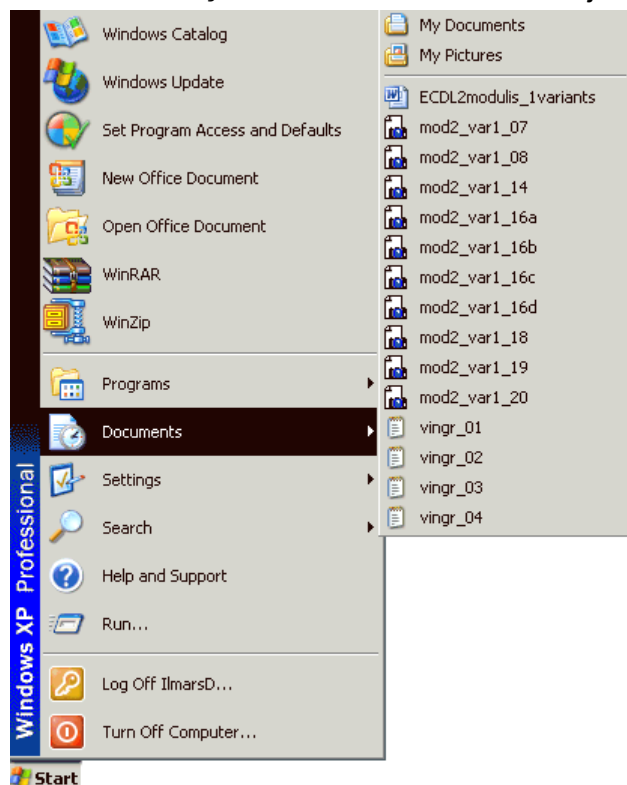 Windows Catalog
Windows Update
Set Program Access and Defaults
New Office Document
Open Office Document
WinRAR
WinZip
Programs
Documents
Settings
Search
Help and Support
Run...
Log Off IlmarsD...
Turn Off Computer...
Windows XP Professional
Start
My Documents
My Pictures
ECDL2modulis_1variants
mod2_var1_07
mod2_var1_08
mod2_var1_14
mod2_var1_16a
mod2_var1_16b
mod2_var1_16c
mod2_var1_16d
mod2_var1_18
mod2_var1_19
mod2_var1_20
vingr_01
vingr_02
vingr_03
vingr_04